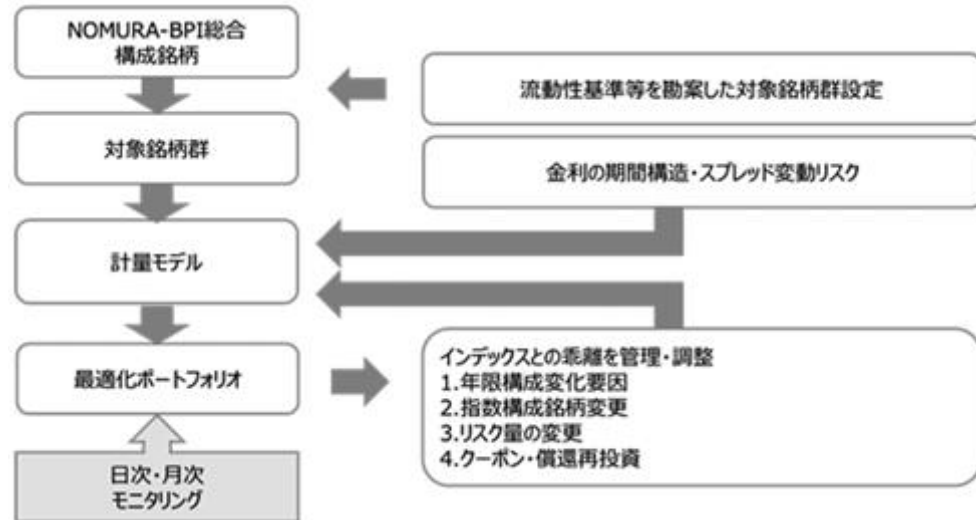 NOMURA-BPI総合
構成銘柄
流動性基準等を勘案した対象銘柄群設定
対象銘柄群
金利の期間構造・スプレッド変動リスク
計量モデル
最適化ポートフォリオ
インデックスとの乖離を管理・調整
1.年限構成変化要因
2.指数構成銘柄変更
3.リスク量の変更
4.クーポン・償還再投資
日次・月次
モニタリング